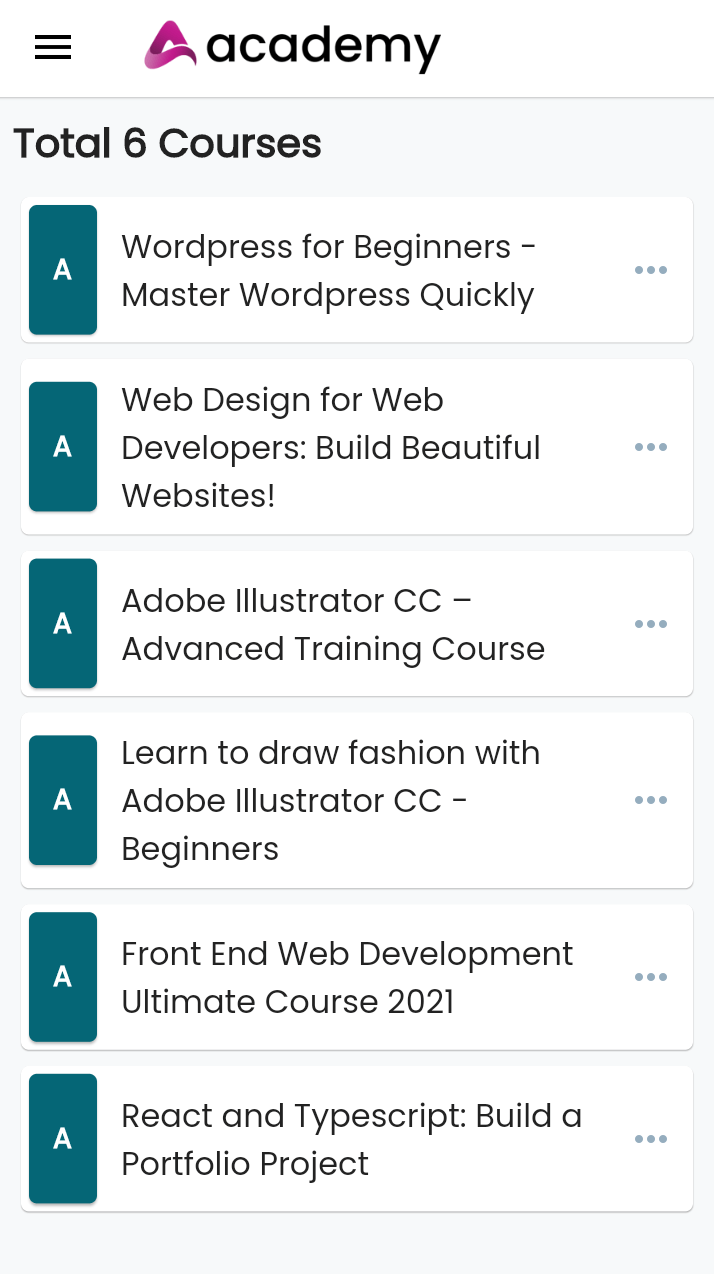 academy
Total 6 Courses
A
Wordpress for Beginners -
Master Wordpress Quickly
A
Web Design for Web
Developers: Build Beautiful
Websites!
A
Adobe Illustrator CC –
Advanced Training Course
A
Learn to draw fashion with
Adobe Illustrator CC -
Beginners
A
Front End Web Development
Ultimate Course 2021
A
React and Typescript: Build a
Portfolio Project